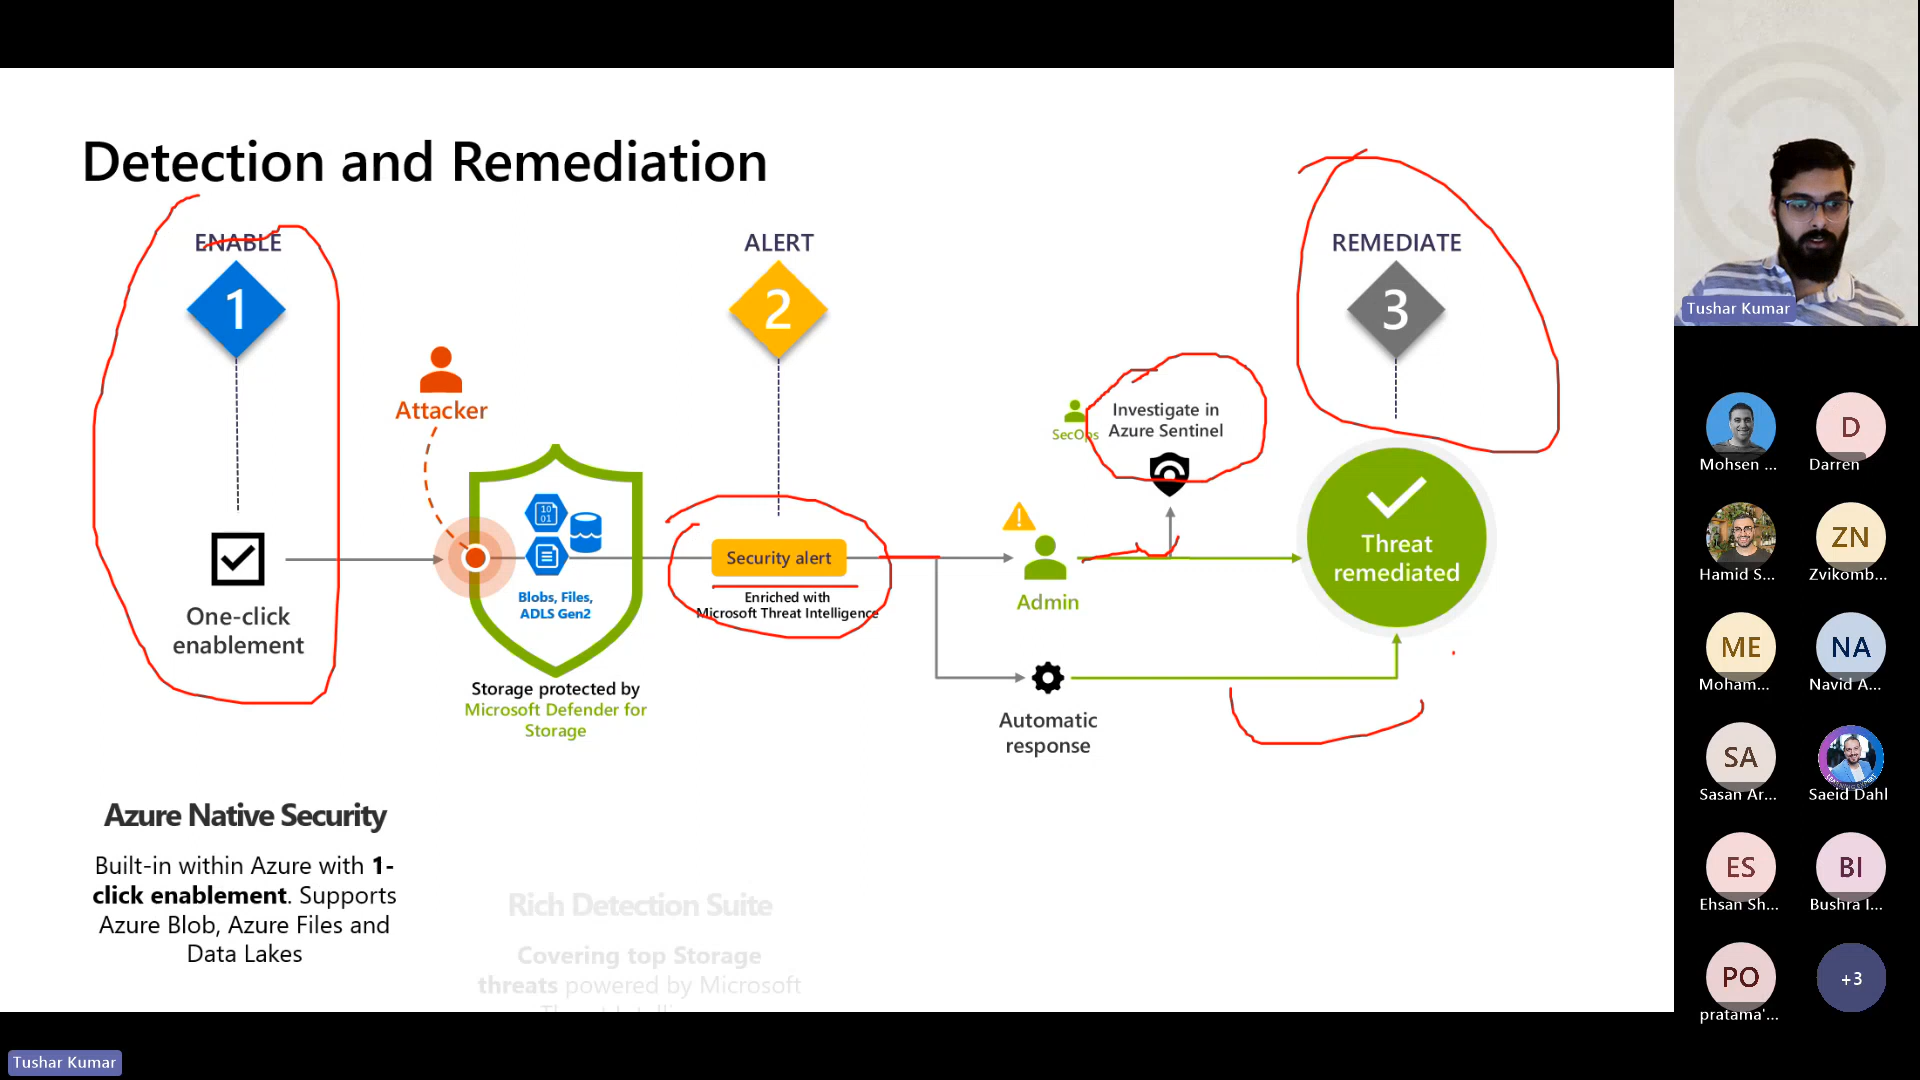 Detection and Remediation
ENABLE
1
ALERT
2
REMEDIATE
3
Attacker
SecOps
Investigate in
Azure Sentinel
10
01
Blobs, Files,
ADLS Gen2
Security alert
Enriched with
Microsoft Threat Intelligence
Admin
Threat
remediated
One-click
enablement
Storage protected by
Microsoft Defender for
Storage
Automatic
response
Azure Native Security
Built-in within Azure with 1-
click enablement. Supports
Azure Blob, Azure Files and
Data Lakes
Rich Detection Suite
Covering top Storage
threats powered by Microsoft
Tushar Kumar
Mohsen ...
D
Darren
Hamid S...
ZN
Zvikomb...
ME
Moham...
NA
Navid A...
SA
Sasan Ar...
Saeid Dahl
ES
Ehsan Sh...
BI
Bushra I...
PO
pratama'...
+3
Tushar Kumar